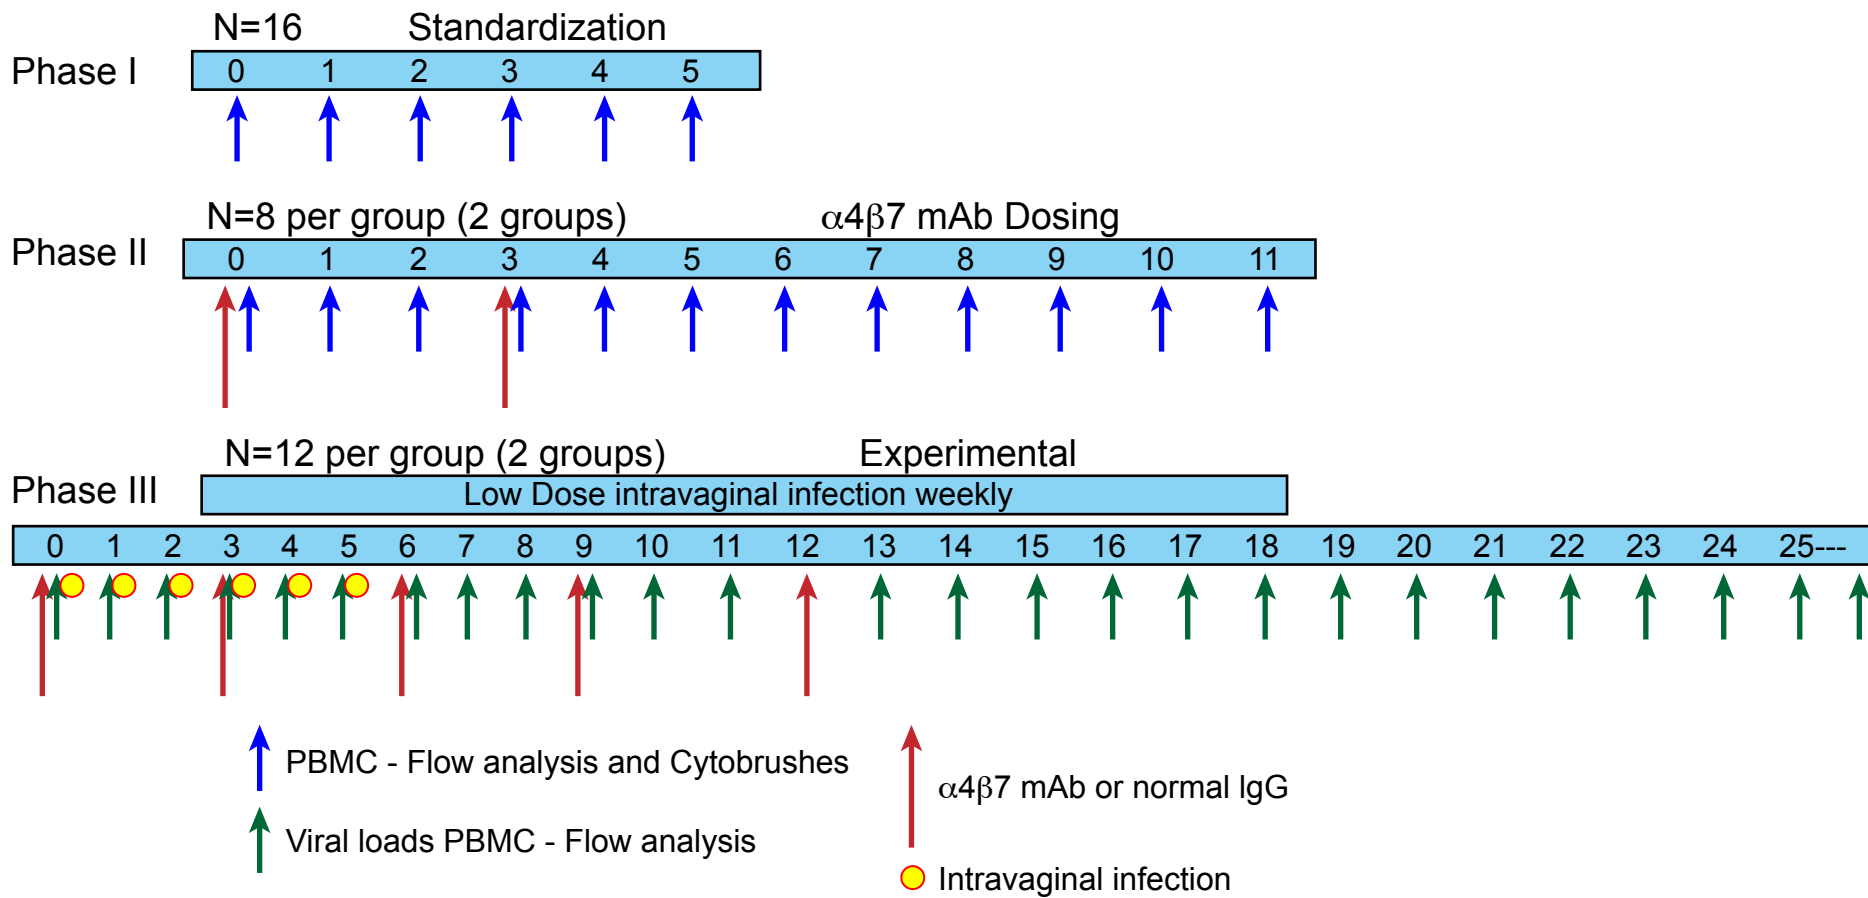 N=16 Standardization
Phase I
0 1 2 3 4 5
N=8 per group (2 groups) α4β7 mAb Dosing
Phase II
0 1 2 3 4 5 6 7 8 9 10 11
N=12 per group (2 groups) Experimental
Phase III
Low Dose intravaginal infection weekly
0 1 2 3 4 5 6 7 8 9 10 11 12 13 14 15 16 17 18 19 20 21 22 23 24 25---
PBMC - Flow analysis and Cytobrushes
α4β7 mAb or normal IgG
Viral loads PBMC - Flow analysis
Intravaginal infection